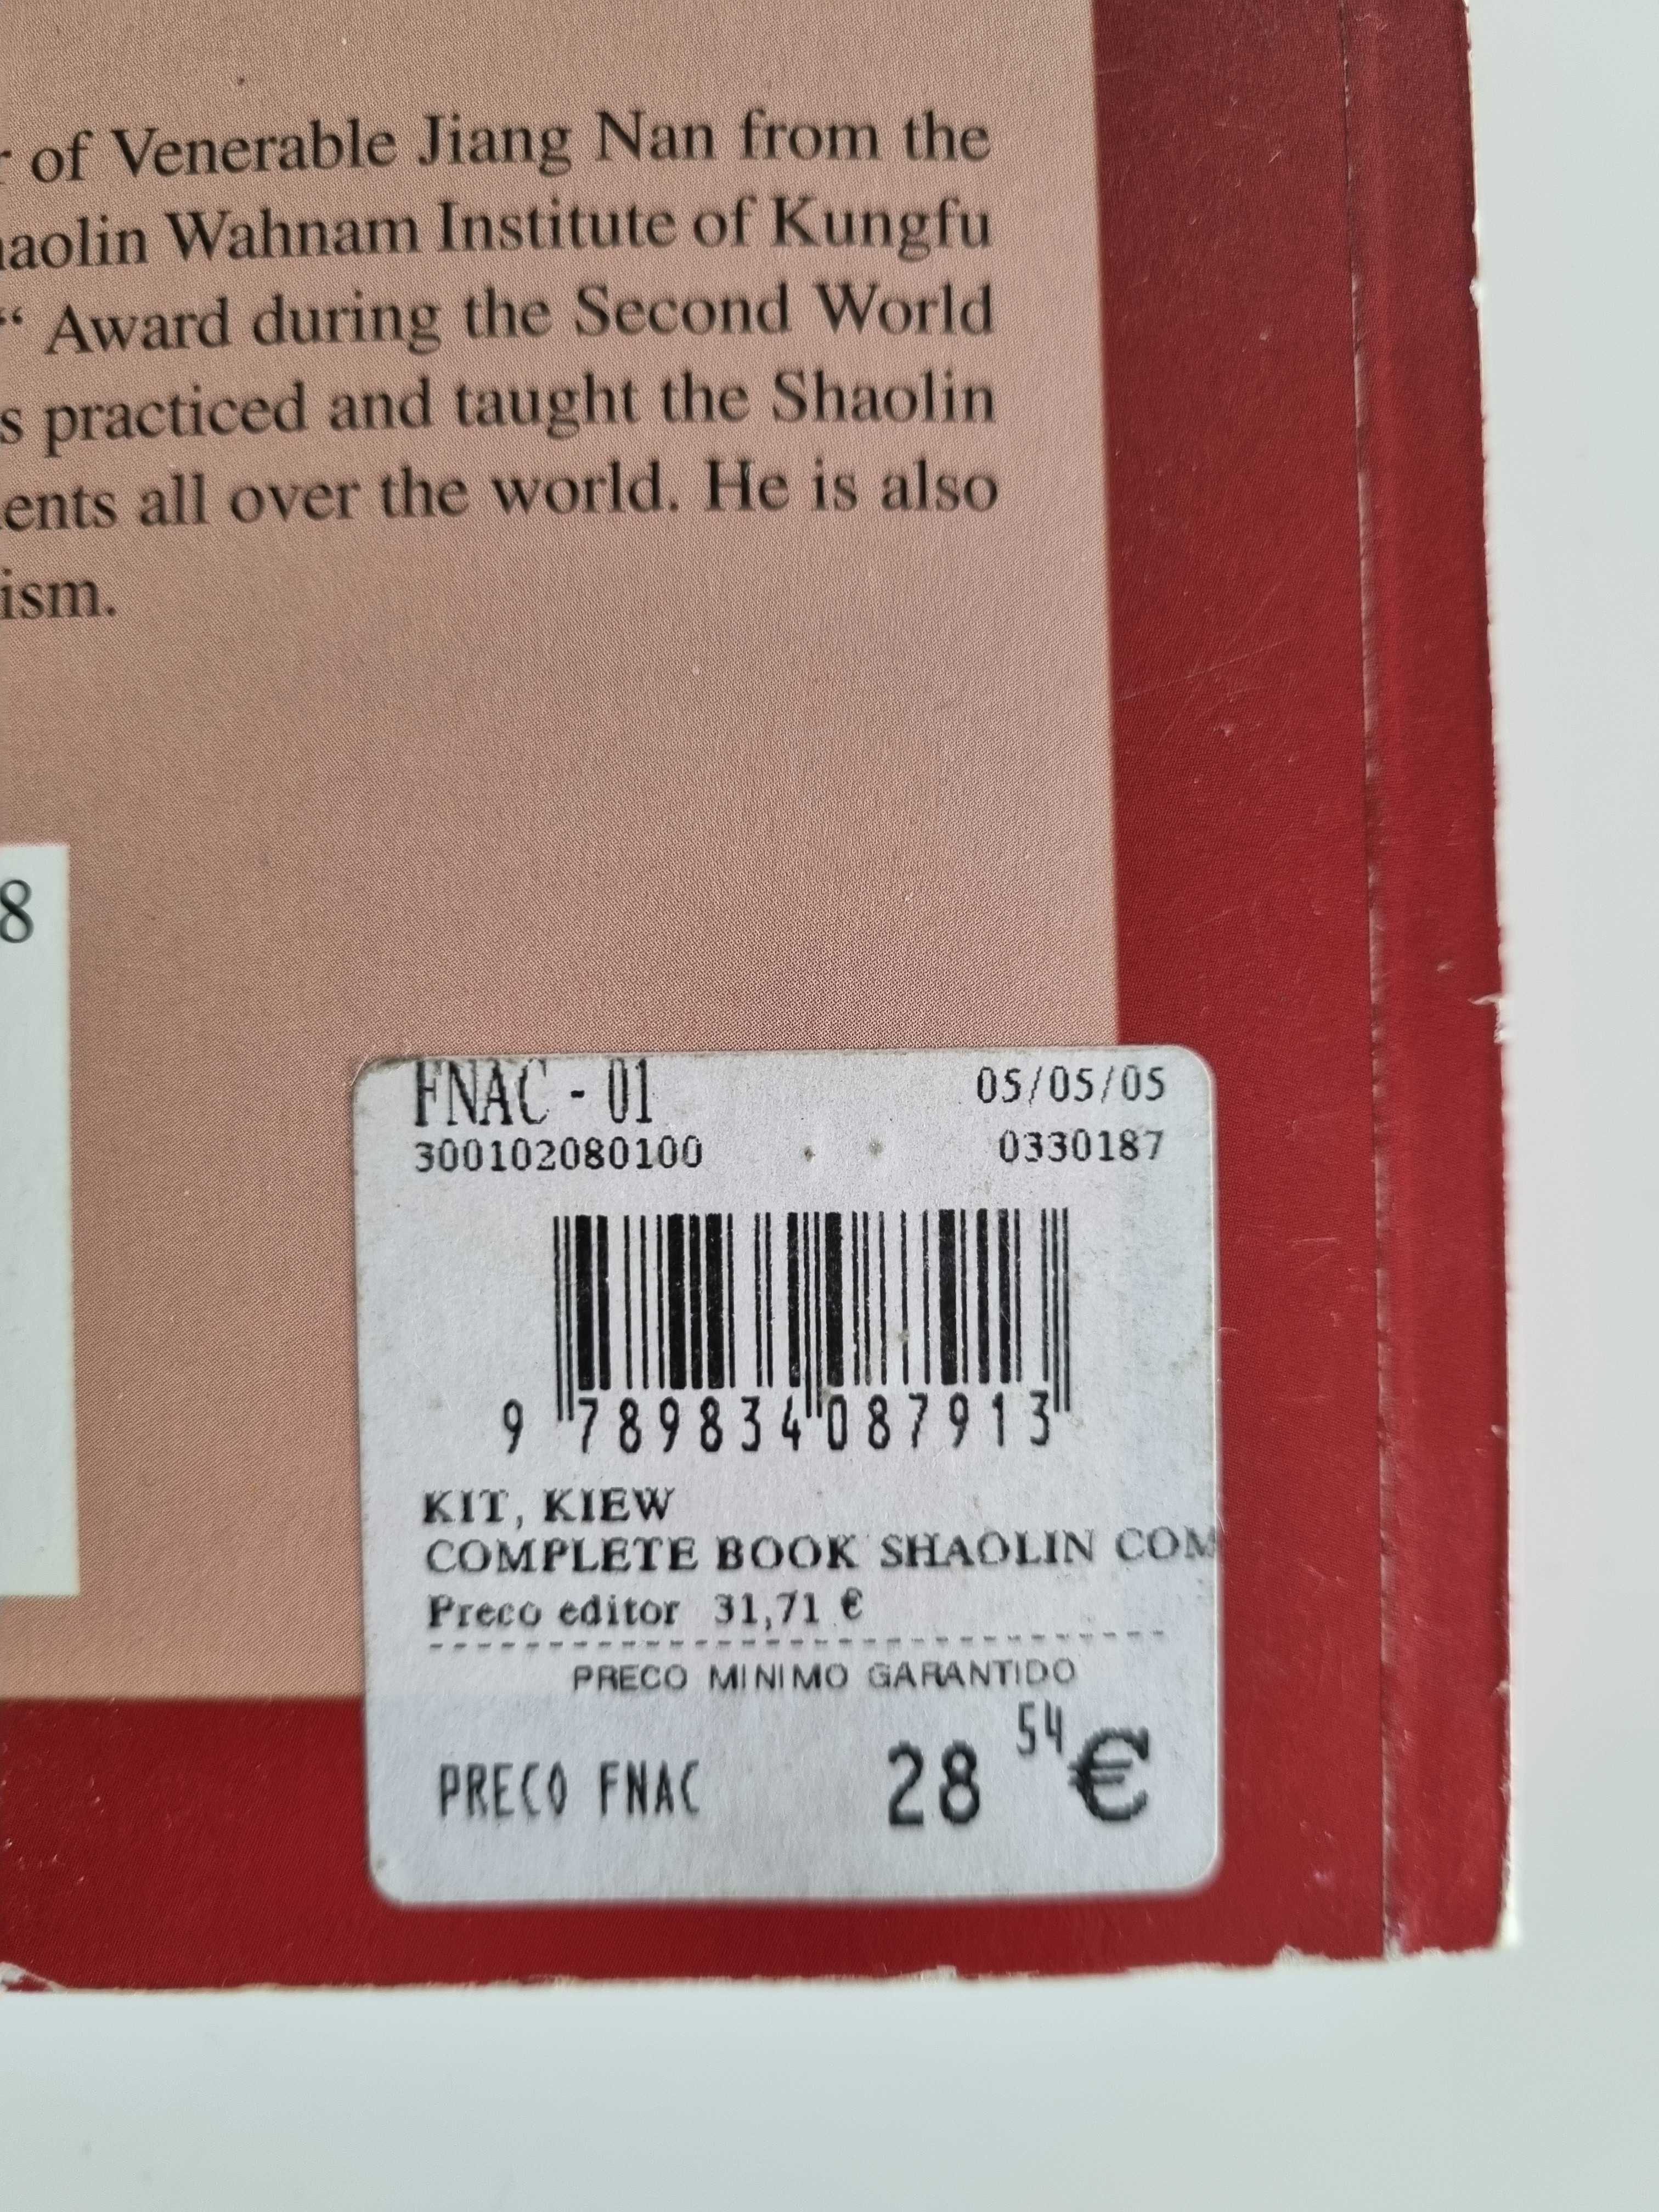 of Venerable Jiang Nan from the
haolin Wahnam Institute of Kungfu
“ Award during the Second World
s practiced and taught the Shaolin
ents all over the world. He is also
ism.
8
FNAC - 01 05/05/05
300102080100 0330187
9 789834 087913
KIT, KIEW
COMPLETE BOOK SHAOLIN COM
Preco editor 31,71 €
PRECO MINIMO GARANTIDO
PRECO FNAC 28 54 €